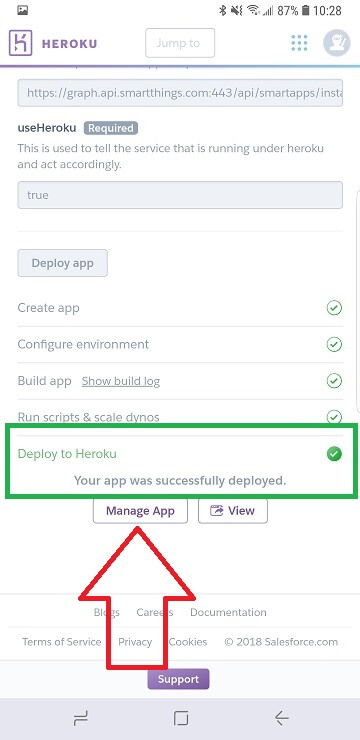 87% 10:28
HEROKU
Jump to
https://graph.api.smartthings.com:443/api/smartapps/insta
useHeroku Required
This is used to tell the service that is running under heroku
and act accordingly.
true
Deploy app
Create app
Configure environment
Build app Show build log
Run scripts & scale dynos
Deploy to Heroku
Your app was successfully deployed.
Manage App View
Blogs Careers Documentation
Terms of Service Privacy Cookies © 2018 Salesforce.com
Support